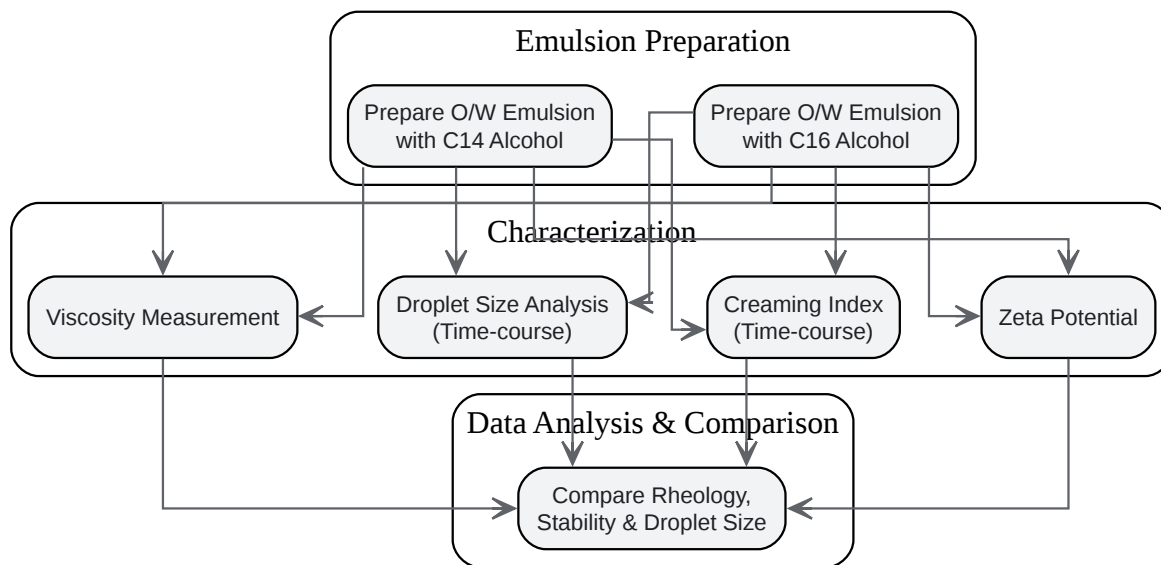 Emulsion Preparation
Prepare O/W Emulsion
with C14 Alcohol
Prepare O/W Emulsion
with C16 Alcohol
Characterization
Viscosity Measurement
Droplet Size Analysis
(Time-course)
Creaming Index
(Time-course)
Zeta Potential
Data Analysis & Comparison
Compare Rheology,
Stability & Droplet Size